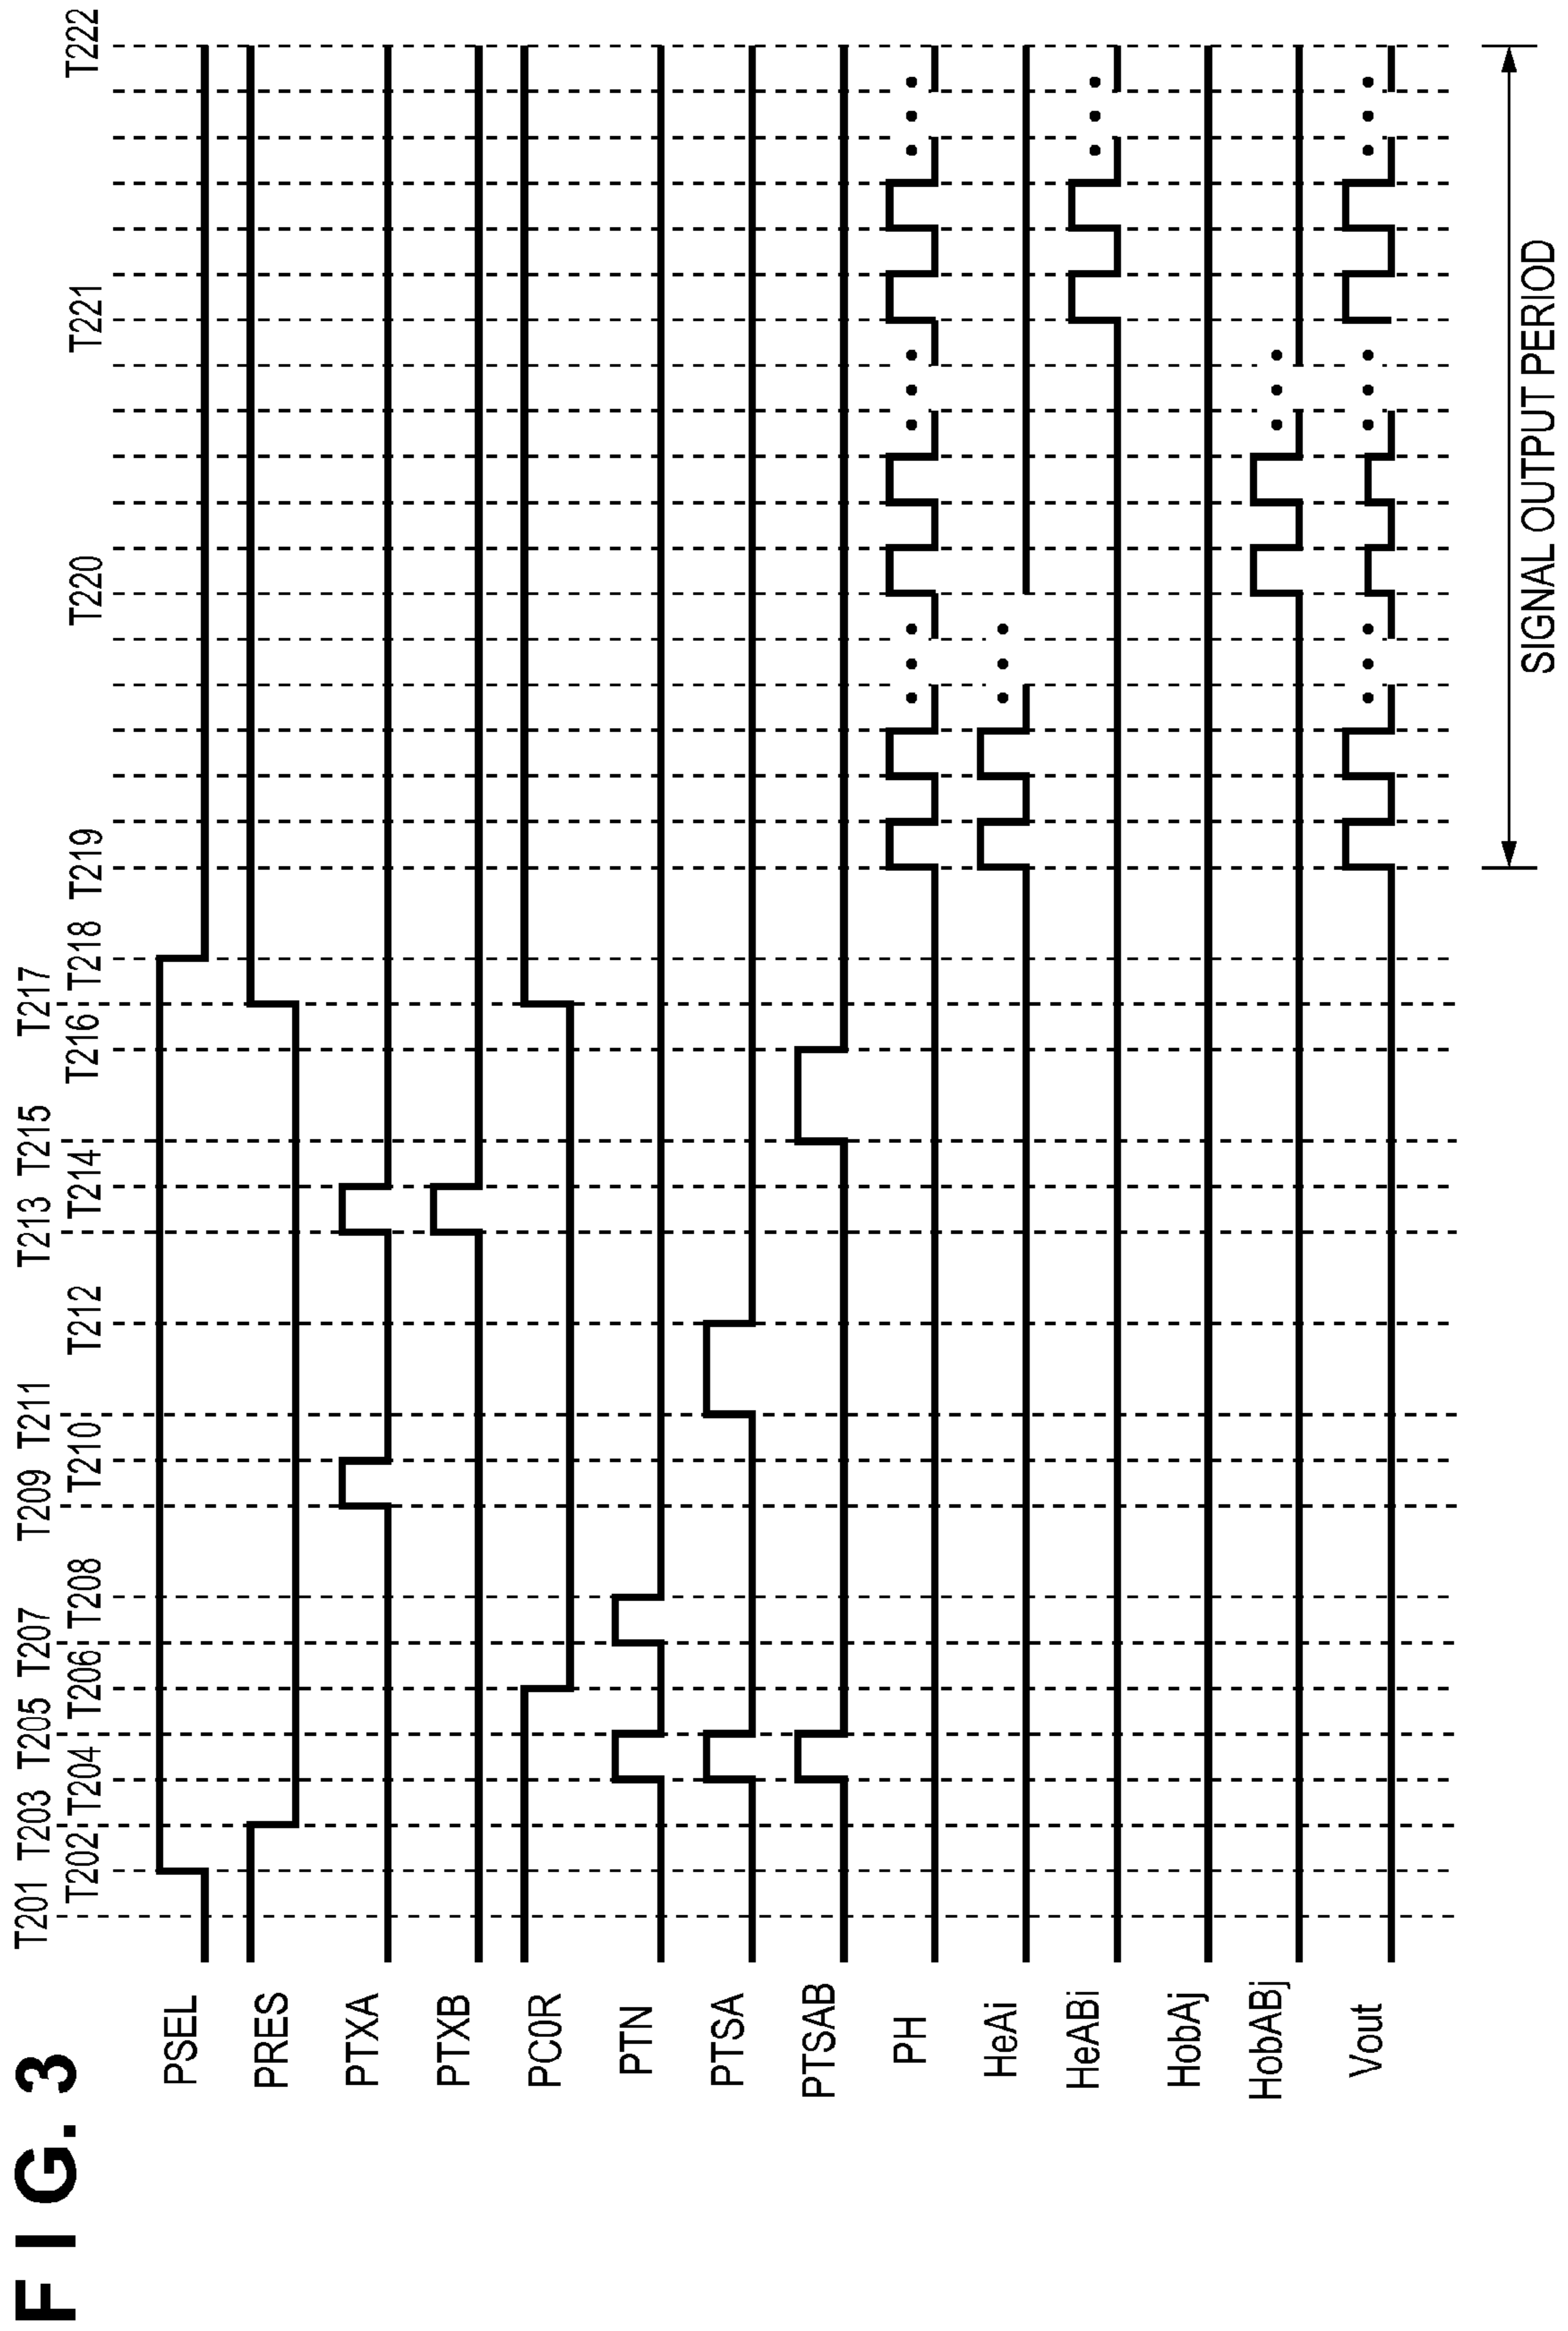 FIG. 3
T201 T203 T205 T207 T209 T211 T213 T215 T217
T202 T204 T206 T208 T210 T212 T214 T216 T218 T219 T220 T221 T222
PSEL
PRES
PTXA
PTXB
PC0R
PTN
PTSA
PTSAB
PH
HeAi
HeABi
HobAj
HobABj
Vout
SIGNAL OUTPUT PERIOD